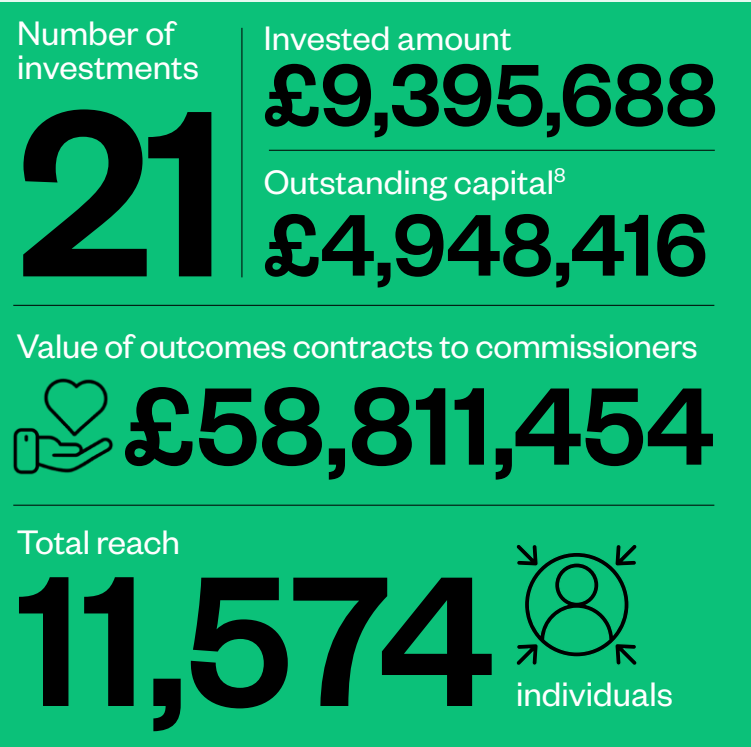 Number of
investments
21
Invested amount
£9,395,688
Outstanding capital⁸
£4,948,416
Value of outcomes contracts to commissioners
£58,811,454
Total reach
11,574
individuals